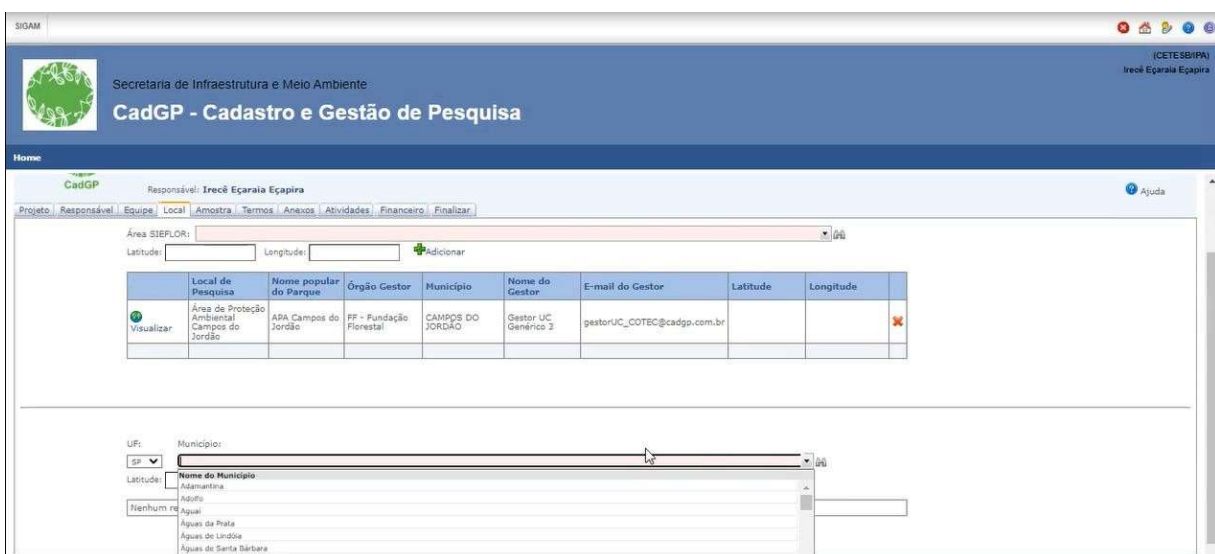 SIGAM
(CETESB/IPA)
Irecê Eçaraia Eçapira
Secretaria de Infraestrutura e Meio Ambiente
CadGP - Cadastro e Gestão de Pesquisa
Home
CadGP
Responsável: Irecê Eçaraia Eçapira
Ajuda
Projeto Responsável Equipe Local Amostra Termos Anexos Atividades Financeiro Finalizar
Área SIEFLOR:
Latitude: Longitude: Adicionar
Local de Pesquisa Nome popular do Parque Órgão Gestor Município Nome do Gestor E-mail do Gestor Latitude Longitude
Visualizar Área de Proteção Ambiental Campos do Jordão APA Campos do Jordão FF - Fundação Florestal CAMPOS DO JORDÃO Gestor UC Genérico 3 gestorUC_COTEC@cadgp.com.br
UF: Município:
SP
Latitude:
Nome do Município
Adamantina
Adolfo
Nenhum re
Aguaí
Águas da Prata
Águas de Lindóia
Águas de Santa Bárbara